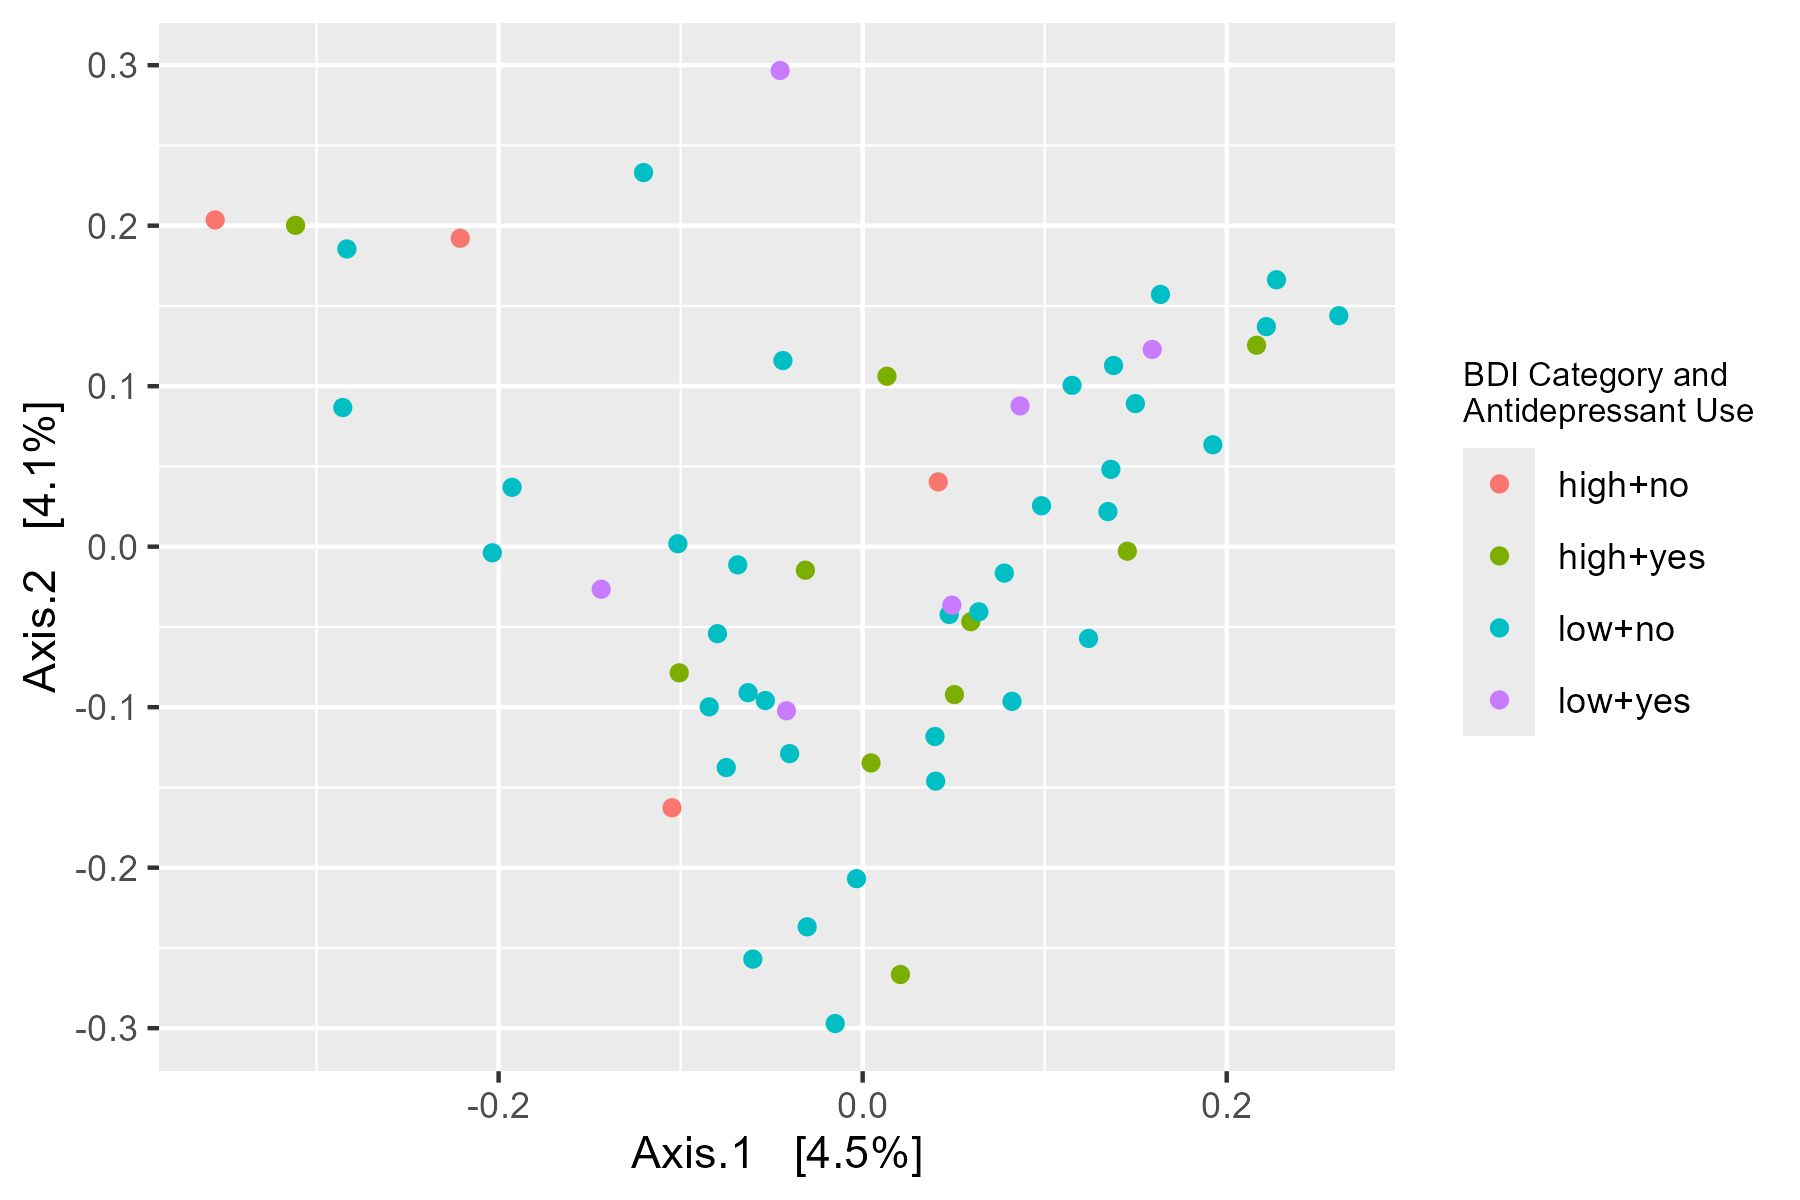 0.3
0.2
0.1
0.0
-0.1
-0.2
-0.3
Axis.2 [4.1%]
-0.2 0.0 0.2
Axis.1 [4.5%]
BDI Category and
Antidepressant Use
high+no
high+yes
low+no
low+yes